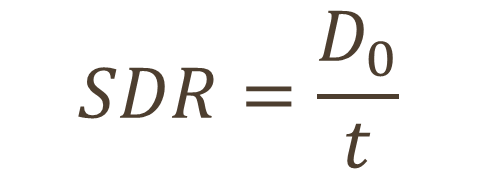 SDR = D₀/t